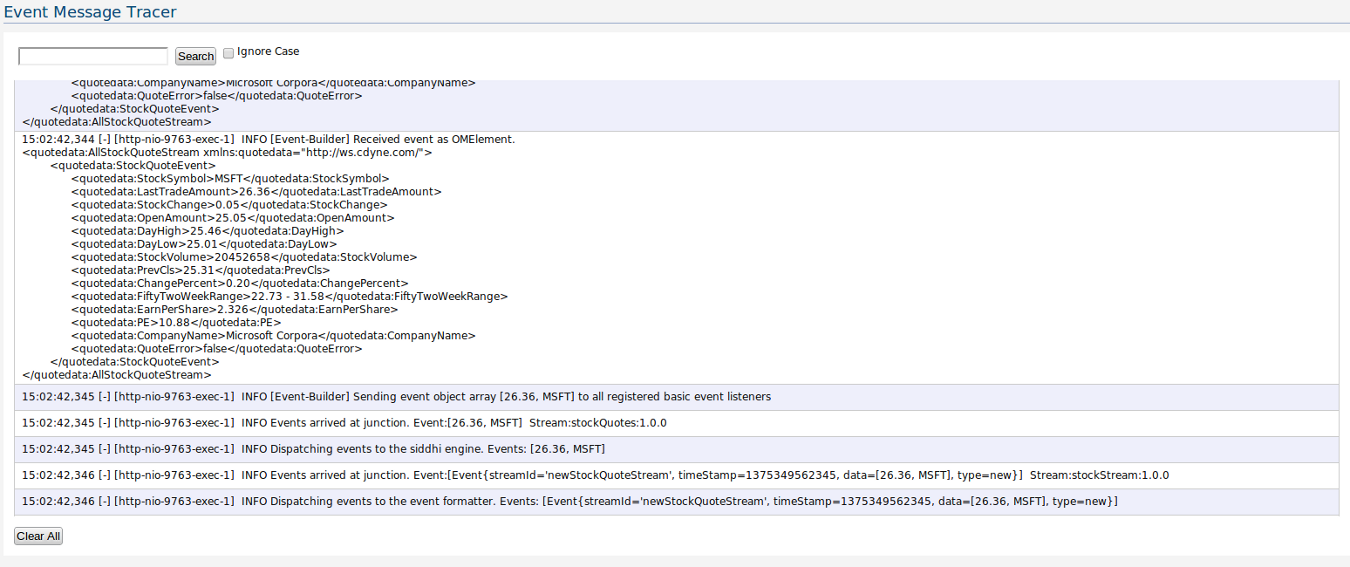 Event Message Tracer
Search Ignore Case
<quotedata:CompanyName>Microsoft Corpora</quotedata:CompanyName>
<quotedata:QuoteError>false</quotedata:QuoteError>
</quotedata:StockQuoteEvent>
</quotedata:AllStockQuoteStream>
15:02:42,344 [-] [http-nio-9763-exec-1]  INFO [Event-Builder] Received event as OMElement.
<quotedata:AllStockQuoteStream xmlns:quotedata="http://ws.cdyne.com/">
<quotedata:StockQuoteEvent>
<quotedata:StockSymbol>MSFT</quotedata:StockSymbol>
<quotedata:LastTradeAmount>26.36</quotedata:LastTradeAmount>
<quotedata:StockChange>0.05</quotedata:StockChange>
<quotedata:OpenAmount>25.05</quotedata:OpenAmount>
<quotedata:DayHigh>25.46</quotedata:DayHigh>
<quotedata:DayLow>25.01</quotedata:DayLow>
<quotedata:StockVolume>20452658</quotedata:StockVolume>
<quotedata:PrevCls>25.31</quotedata:PrevCls>
<quotedata:ChangePercent>0.20</quotedata:ChangePercent>
<quotedata:FiftyTwoWeekRange>22.73 - 31.58</quotedata:FiftyTwoWeekRange>
<quotedata:EarnPerShare>2.326</quotedata:EarnPerShare>
<quotedata:PE>10.88</quotedata:PE>
<quotedata:CompanyName>Microsoft Corpora</quotedata:CompanyName>
<quotedata:QuoteError>false</quotedata:QuoteError>
</quotedata:StockQuoteEvent>
</quotedata:AllStockQuoteStream>
15:02:42,345 [-] [http-nio-9763-exec-1]  INFO [Event-Builder] Sending event object array [26.36, MSFT] to all registered basic event listeners
15:02:42,345 [-] [http-nio-9763-exec-1]  INFO Events arrived at junction. Event:[26.36, MSFT]  Stream:stockQuotes:1.0.0
15:02:42,345 [-] [http-nio-9763-exec-1]  INFO Dispatching events to the siddhi engine. Events: [26.36, MSFT]
15:02:42,346 [-] [http-nio-9763-exec-1]  INFO Events arrived at junction. Event:[Event{streamId='newStockQuoteStream', timeStamp=1375349562345, data=[26.36, MSFT], type=new}]  Stream:stockStream:1.0.0
15:02:42,346 [-] [http-nio-9763-exec-1]  INFO Dispatching events to the event formatter. Events: [Event{streamId='newStockQuoteStream', timeStamp=1375349562345, data=[26.36, MSFT], type=new}]
Clear All